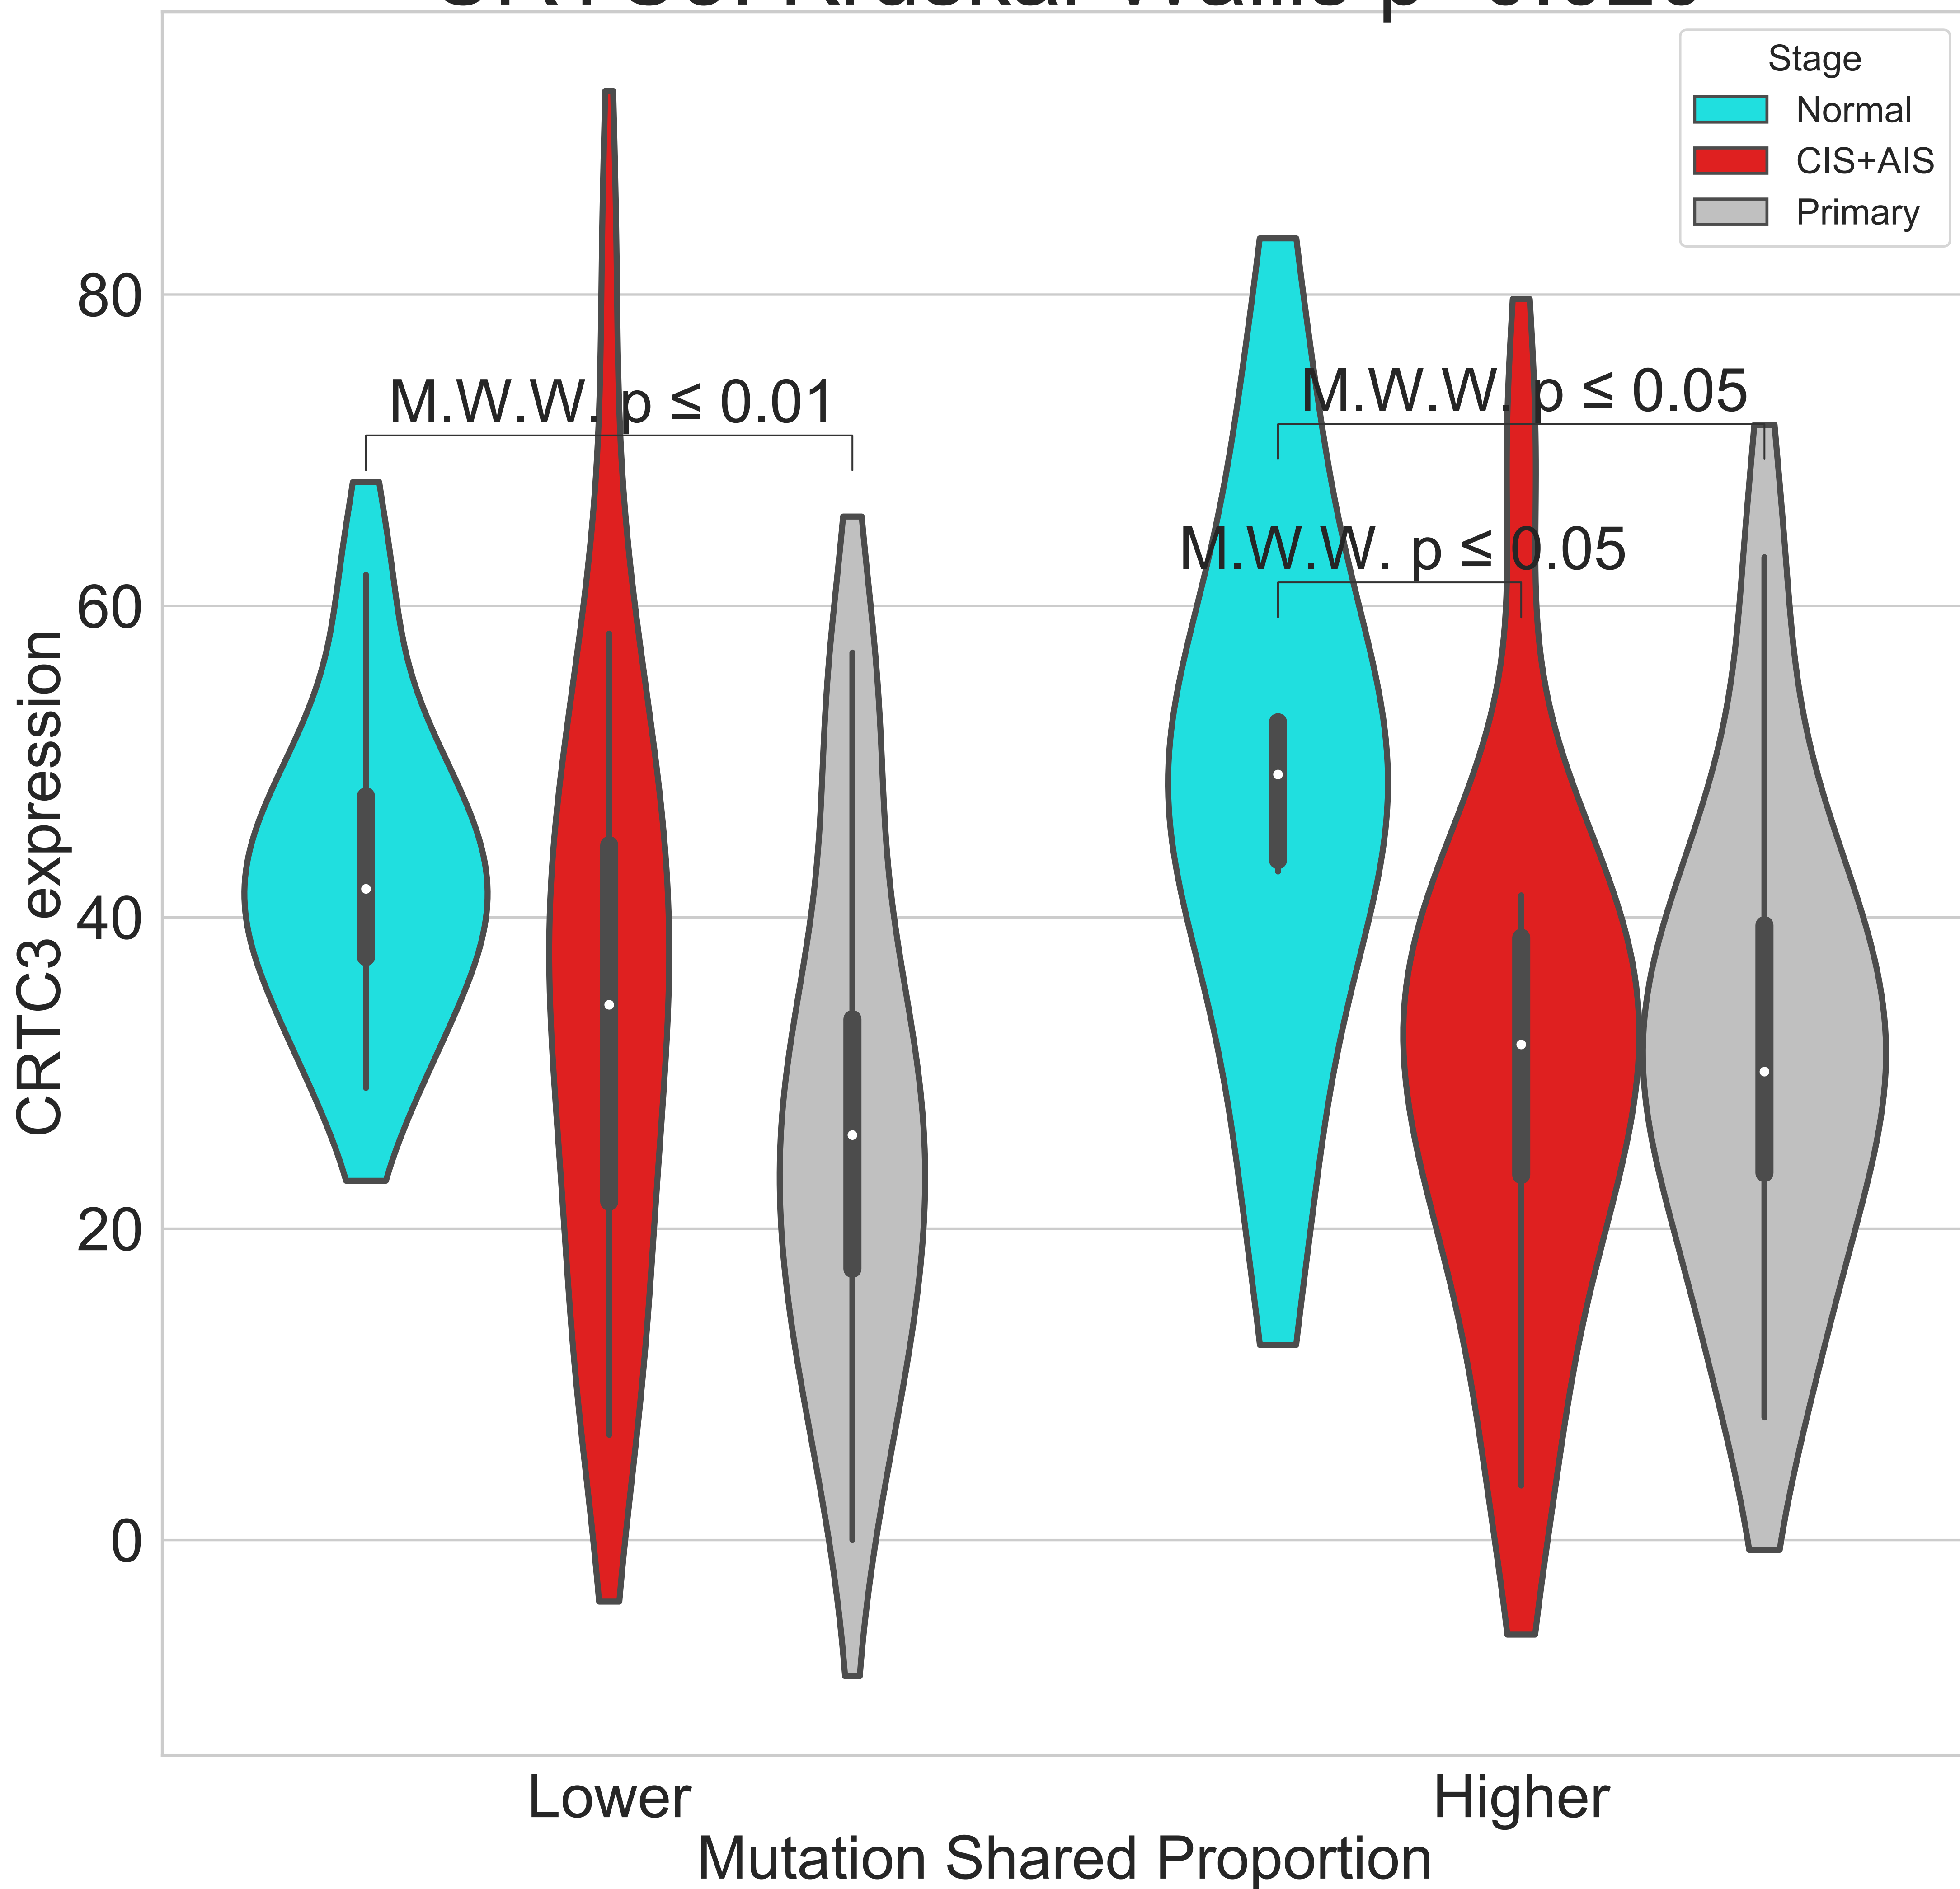 Stage
Normal
CIS+AIS
Primary
80
60
40
20
0
CRTC3 expression
M.W.W. p ≤ 0.01
M.W.W. p ≤ 0.05
M.W.W. p ≤ 0.05
Lower
Higher
Mutation Shared Proportion